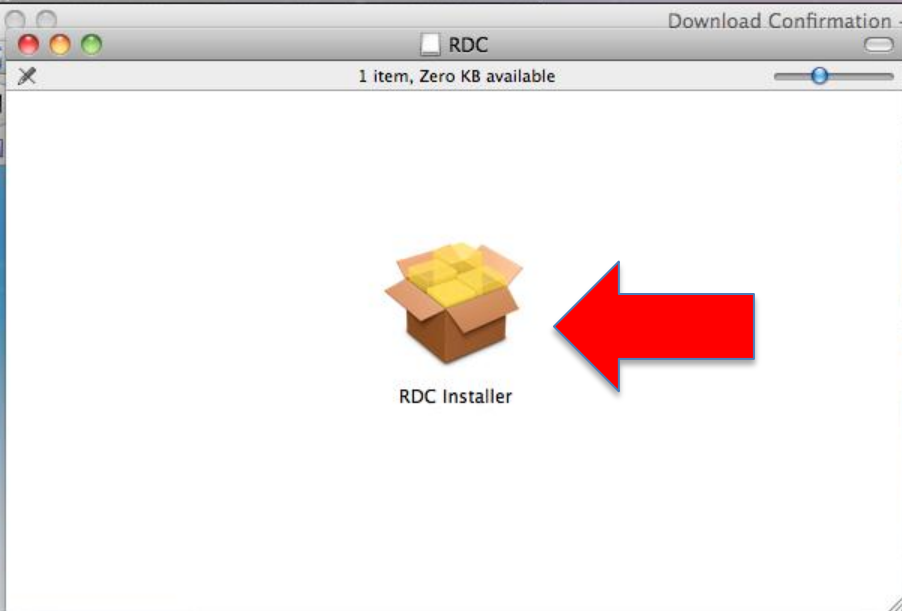 Download Confirmation -
RDC
1 item, Zero KB available
RDC Installer